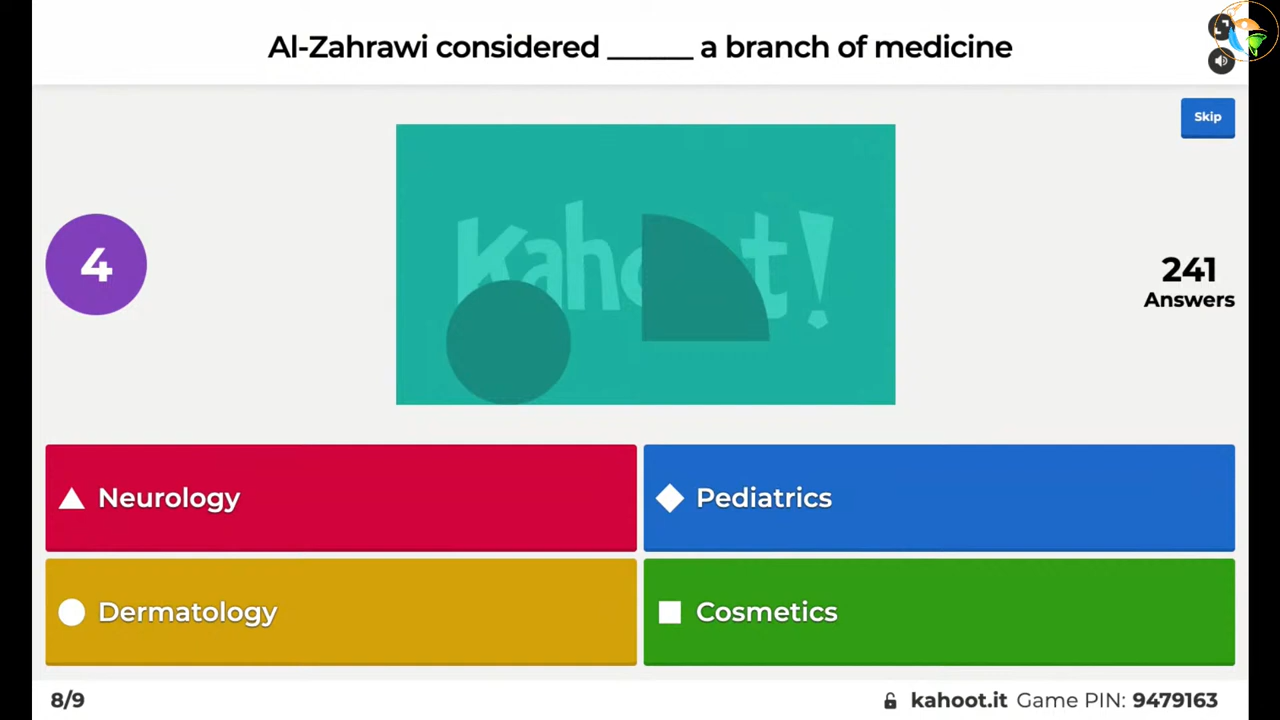 Al-Zahrawi considered ______ a branch of medicine
Skip
4
Kahoot!
241
Answers
Neurology
Pediatrics
Dermatology
Cosmetics
8/9
kahoot.it Game PIN: 9479163